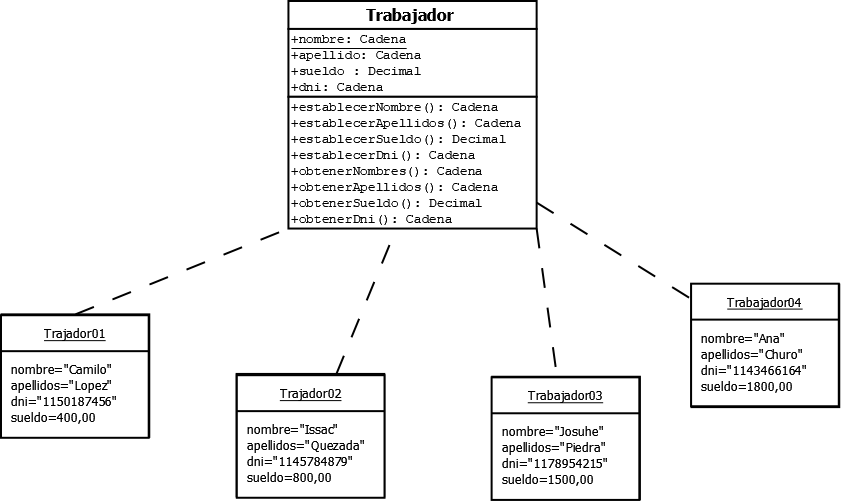 Trabajador
+nombre: Cadena
+apellido: Cadena
+sueldo : Decimal
+dni: Cadena
+establecerNombre(): Cadena
+establecerApellidos(): Cadena
+establecerSueldo(): Decimal
+establecerDni(): Cadena
+obtenerNombres(): Cadena
+obtenerApellidos(): Cadena
+obtenerSueldo(): Decimal
+obtenerDni(): Cadena
Trajador01
nombre="Camilo"
apellidos="Lopez"
dni="1150187456"
sueldo=400,00
Trajador02
nombre="Issac"
apellidos="Quezada"
dni="1145784879"
sueldo=800,00
Trabajador03
nombre="Josuhe"
apellidos="Piedra"
dni="1178954215"
sueldo=1500,00
Trabajador04
nombre="Ana"
apellidos="Churo"
dni="1143466164"
sueldo=1800,00